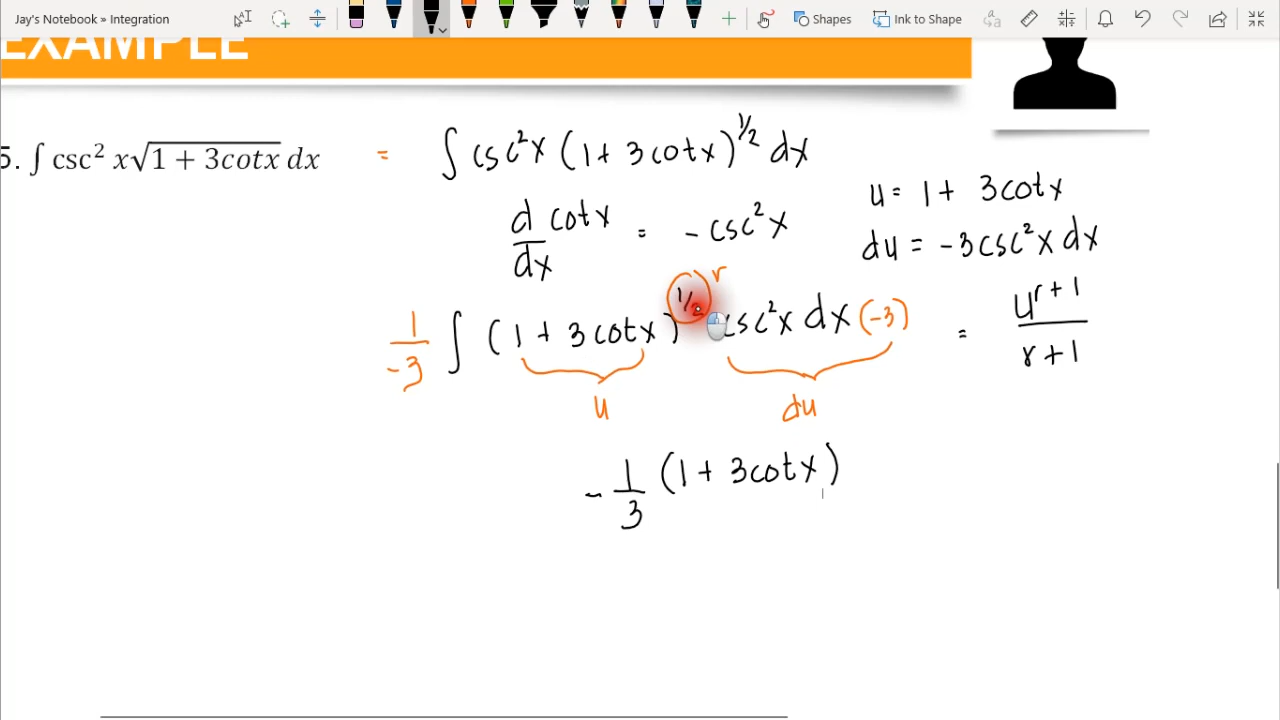 Jay's Notebook » Integration
Shapes
Ink to Shape
EXAMPLE
5. ∫ csc² x√(1 + 3cotx) dx = ∫ csc²x (1 + 3cotx)^1/2 dx
u = 1 + 3cotx
d/dx cotx = -csc²x
du = -3csc²x dx
1/-3 ∫ (1 + 3cotx)^1/2 csc²x dx (-3) = u^r+1/r+1
r
u
du
-1/3 (1 + 3cotx)